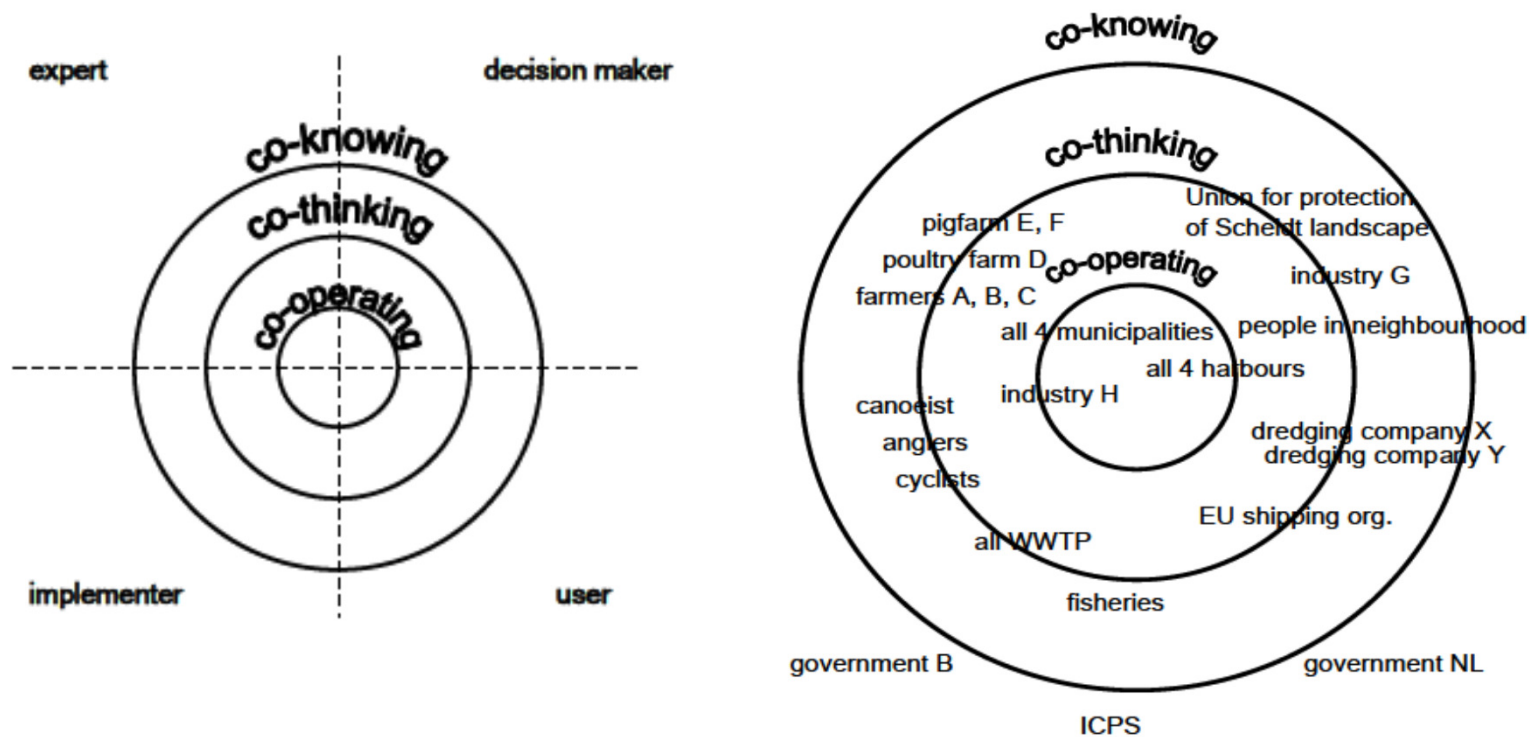 expert
decision maker
co-knowing
co-thinking
co-operating
implementer
user
co-knowing
co-thinking
Union for protection
of Scheldt landscape
pigfarm E, F
poultry farm D
co-operating
farmers A, B, C
industry G
all 4 municipalities
people in neighbourhood
all 4 harbours
industry H
canoeist
anglers
cyclists
dredging company X
dredging company Y
EU shipping org.
all WWTP
fisheries
government B
government NL
ICPS